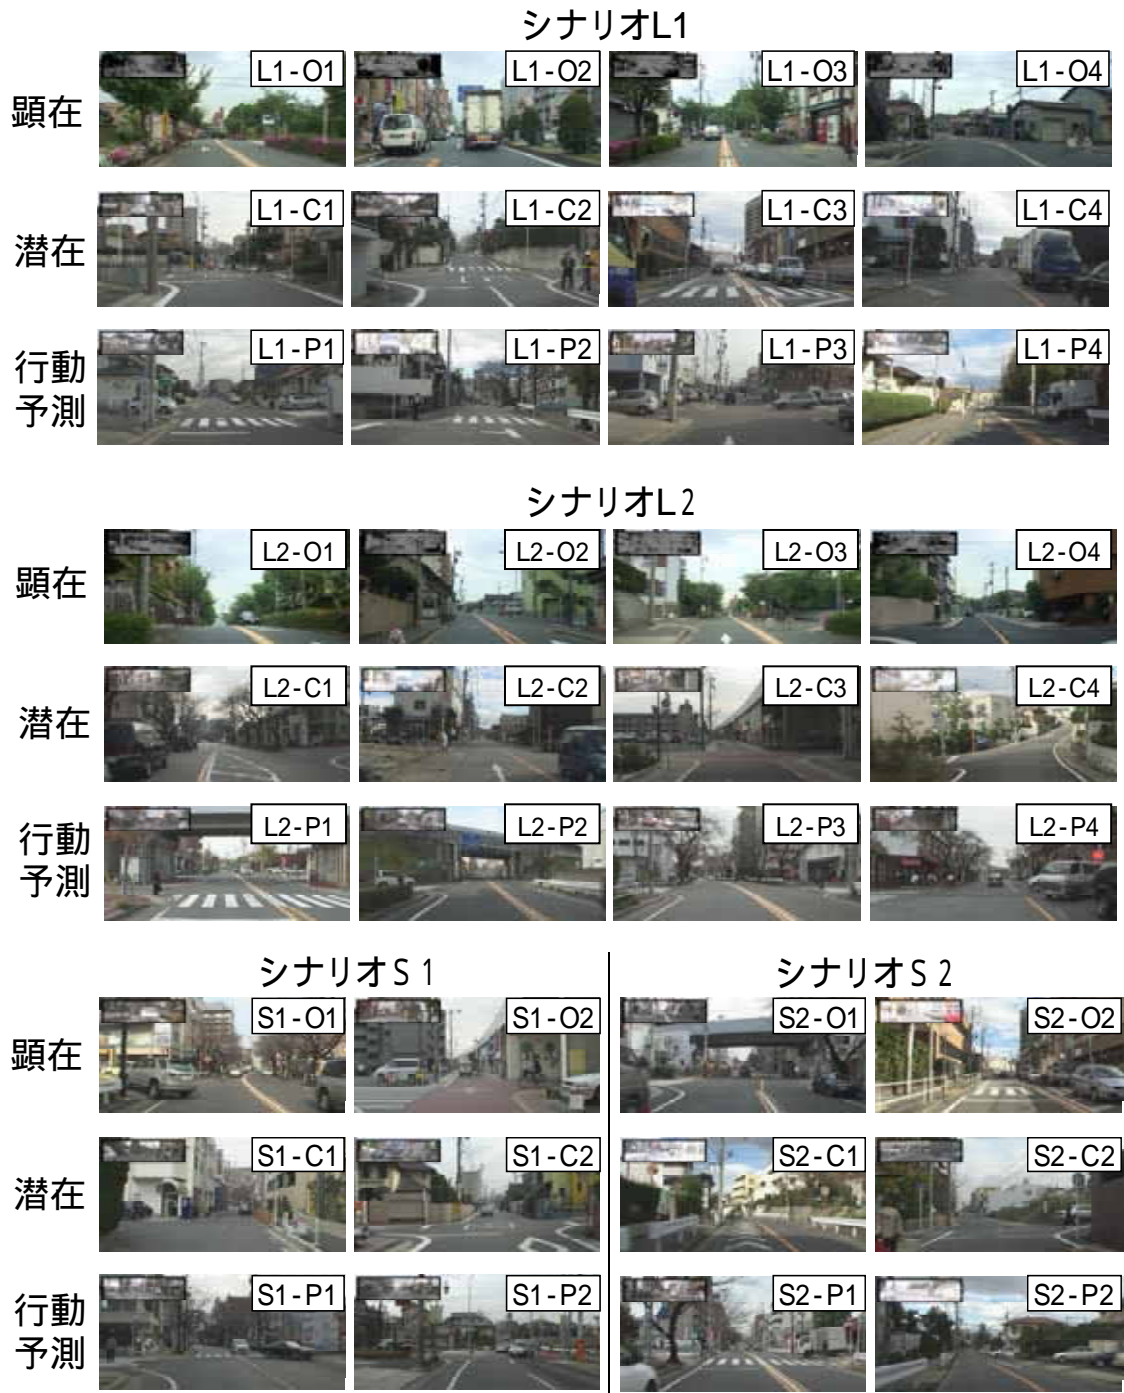 シナリオL1
顕在
L1-O1 L1-O2 L1-O3 L1-O4
潜在
L1-C1 L1-C2 L1-C3 L1-C4
行動
予測
L1-P1 L1-P2 L1-P3 L1-P4
シナリオL2
顕在
L2-O1 L2-O2 L2-O3 L2-O4
潜在
L2-C1 L2-C2 L2-C3 L2-C4
行動
予測
L2-P1 L2-P2 L2-P3 L2-P4
シナリオS1 シナリオS2
顕在
S1-O1 S1-O2 S2-O1 S2-O2
潜在
S1-C1 S1-C2 S2-C1 S2-C2
行動
予測
S1-P1 S1-P2 S2-P1 S2-P2